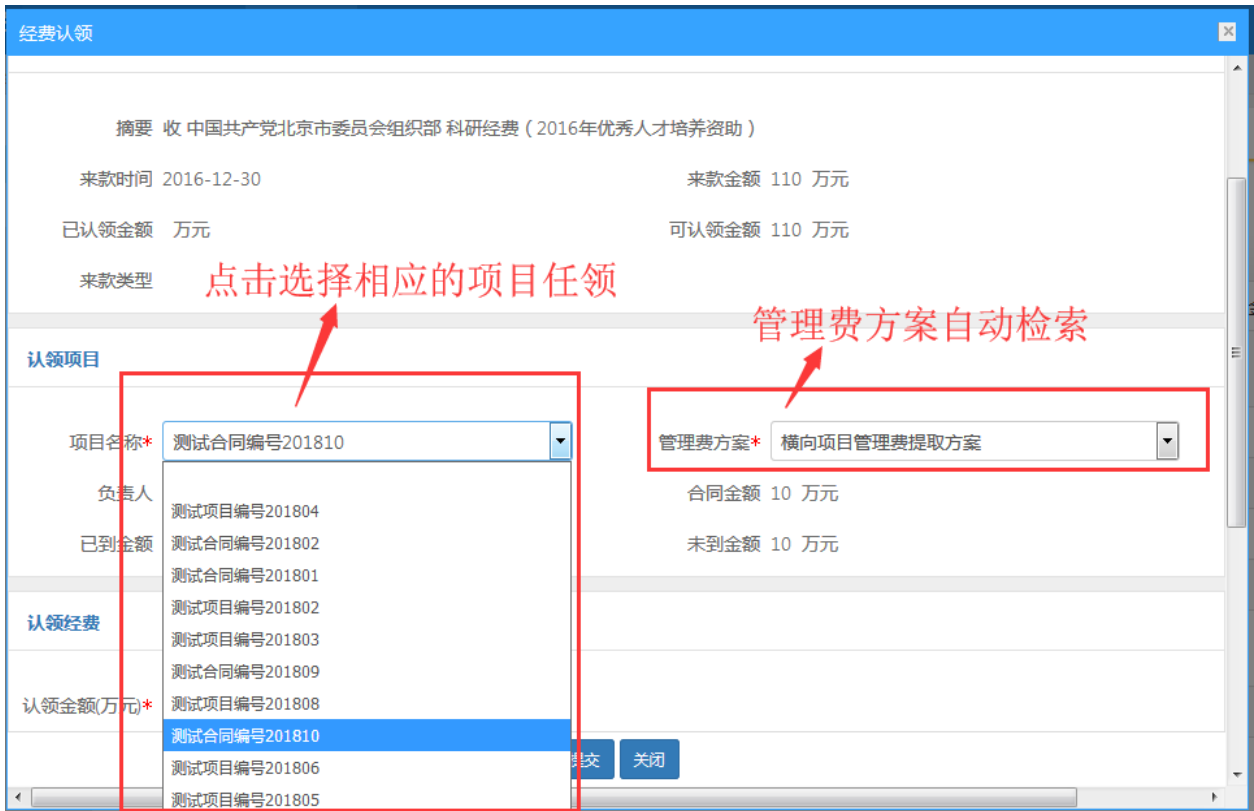 经费认领
摘要 收 中国共产党北京市委员会组织部 科研经费 ( 2016年优秀人才培养资助 )
来款时间 2016-12-30 来款金额 110 万元
已认领金额 万元 可认领金额 110 万元
来款类型
点击选择相应的项目任领
管理费方案自动检索
认领项目
项目名称* 测试合同编号201810 管理费方案* 横向项目管理费提取方案
负责人 合同金额 10 万元
已到金额 未到金额 10 万元
测试项目编号201804
测试合同编号201802
测试合同编号201801
测试项目编号201802
测试项目编号201803
测试合同编号201809
测试项目编号201808
测试合同编号201810
测试项目编号201806
测试项目编号201805
认领经费
认领金额(万元)*
提交 关闭